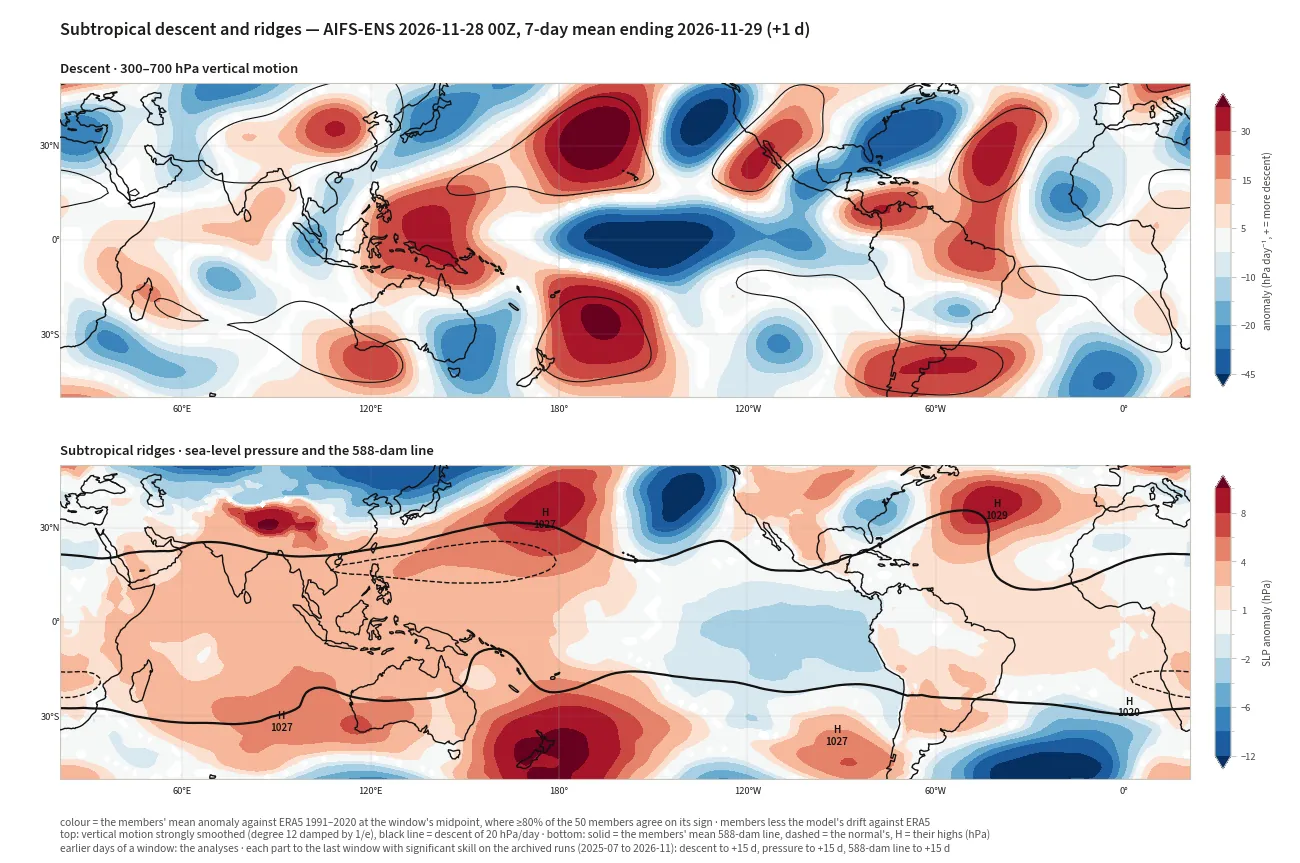 Subtropical descent and ridges — AIFS-ENS 2026-11-28 00Z, 7-day mean ending 2026-11-29 (+1 d)
Descent · 300–700 hPa vertical motion
30°N
0°
30°S
60°E
120°E
180°
120°W
60°W
0°
30
15
5
−10
−20
−45
anomaly (hPa day⁻¹, + = more descent)
Subtropical ridges · sea-level pressure and the 588-dam line
30°N
0°
30°S
H
1027
H
1029
H
1027
H
1027
H
1020
60°E
120°E
180°
120°W
60°W
0°
8
4
1
−2
−6
−12
SLP anomaly (hPa)
colour = the members' mean anomaly against ERA5 1991–2020 at the window's midpoint, where ≥80% of the 50 members agree on its sign · members less the model's drift against ERA5
top: vertical motion strongly smoothed (degree 12 damped by 1/e), black line = descent of 20 hPa/day · bottom: solid = the members' mean 588-dam line, dashed = the normal's, H = their highs (hPa)
earlier days of a window: the analyses · each part to the last window with significant skill on the archived runs (2025-07 to 2026-11): descent to +15 d, pressure to +15 d, 588-dam line to +15 d